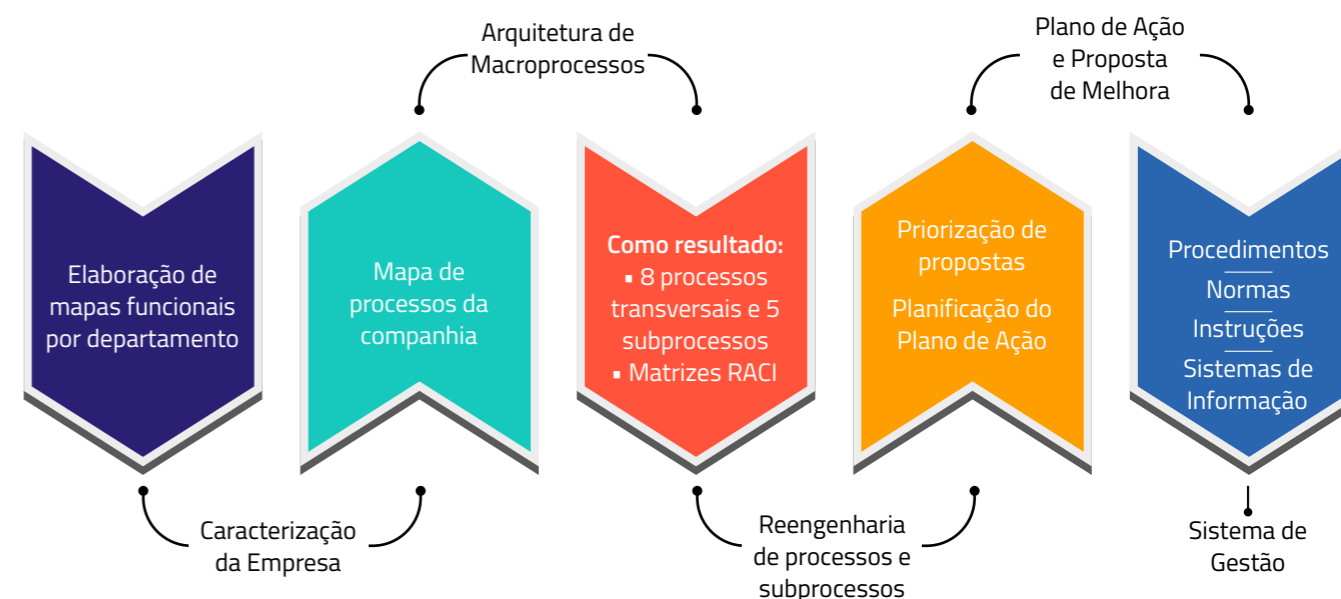 Arquitetura de
Macroprocessos
Plano de Ação
e Proposta
de Melhora
Elaboração de
mapas funcionais
por departamento
Mapa de
processos da
companhia
Como resultado:
▪ 8 processos
transversais e 5
subprocessos
▪ Matrizes RACI
Priorização de
propostas
Planificação do
Plano de Ação
Procedimentos
Normas
Instruções
Sistemas de
Informação
Caracterização
da Empresa
Reengenharia
de processos e
subprocessos
Sistema de
Gestão